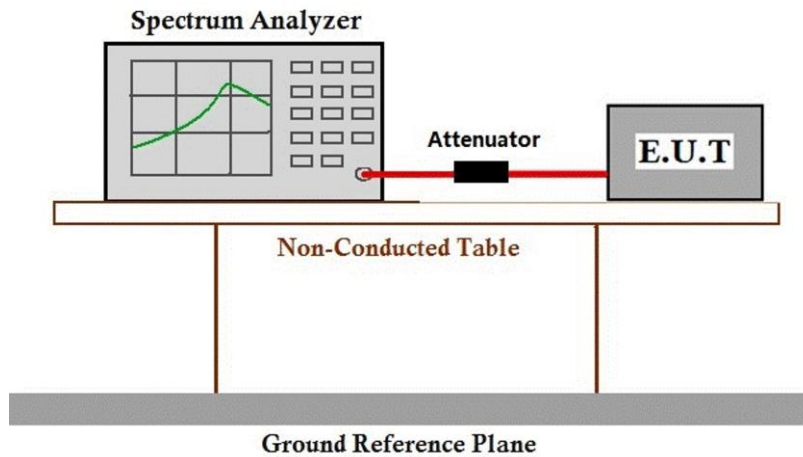 Spectrum Analyzer
Attenuator
E.U.T
Non-Conducted Table
Ground Reference Plane